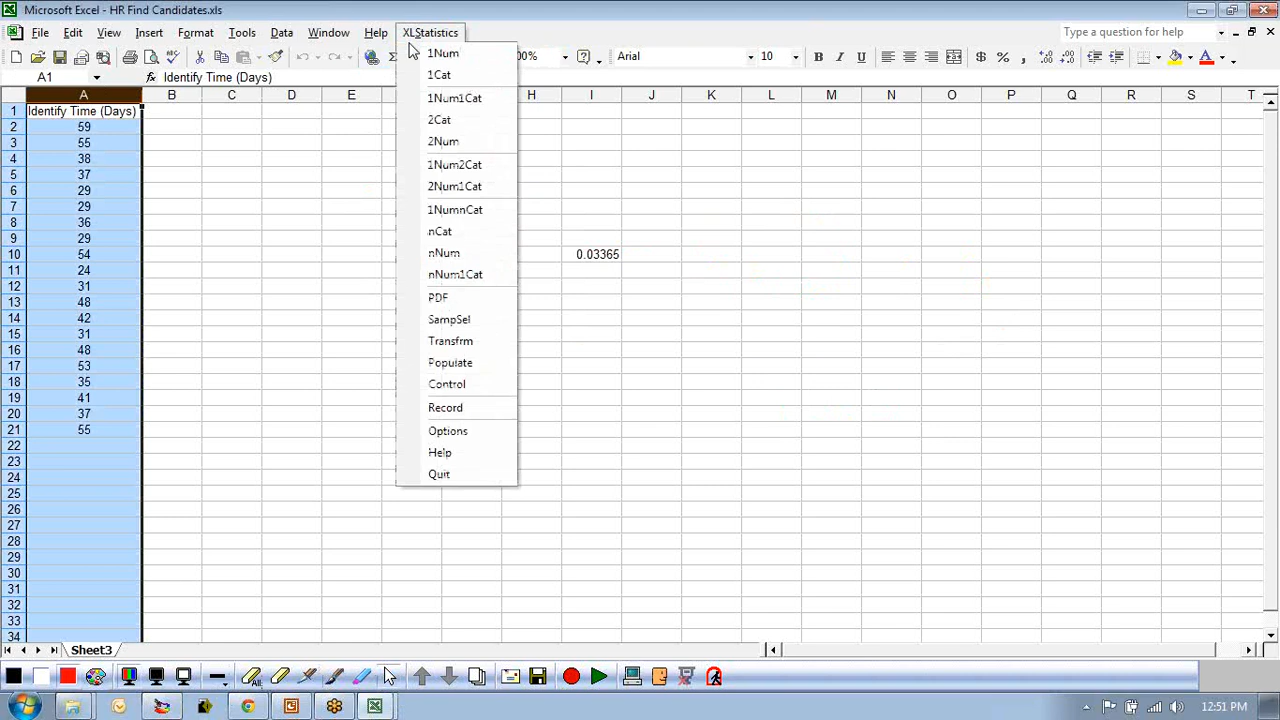 Microsoft Excel - HR Find Candidates.xls
File Edit View Insert Format Tools Data Window Help XLStatistics Type a question for help
Arial 10
A1 fx Identify Time (Days)
A B C D E H I J K L M N O P Q R S T
1 Identify Time (Days)
2 59
3 55
4 38
5 37
6 29
7 29
8 36
9 29
10 54 0.03365
11 24
12 31
13 48
14 42
15 31
16 48
17 53
18 35
19 41
20 37
21 55
22
23
24
25
26
27
28
29
30
31
32
33
34
1Num
1Cat
1Num1Cat
2Cat
2Num
1Num2Cat
2Num1Cat
1NumnCat
nCat
nNum
nNum1Cat
PDF
SampSel
Transfrm
Populate
Control
Record
Options
Help
Quit
Sheet3
12:51 PM